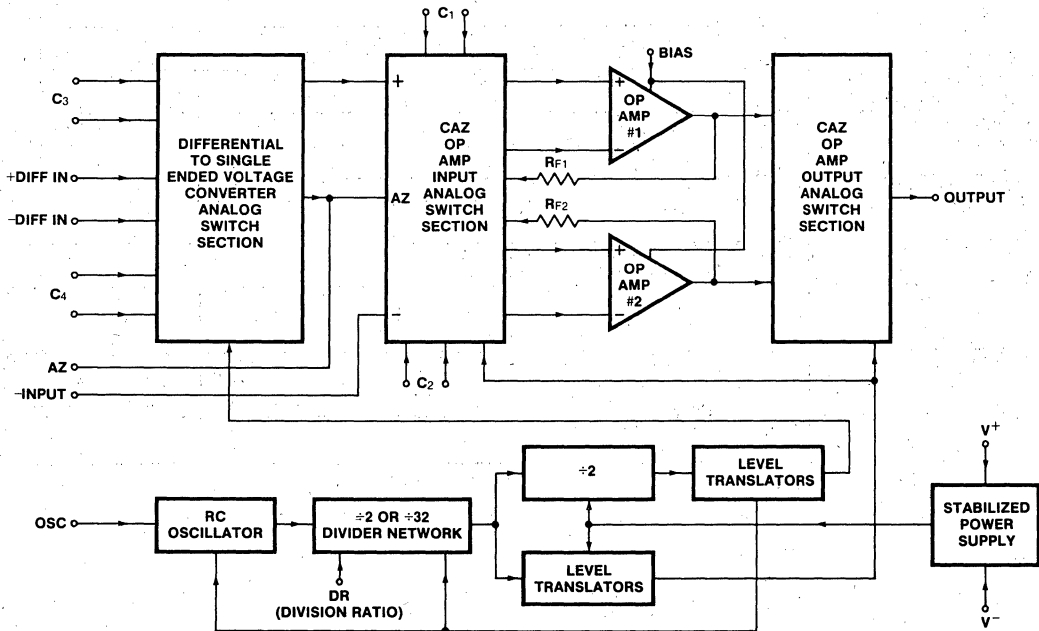 C1
BIAS
C3
+DIFF IN
−DIFF IN
C4
AZ
−INPUT
DIFFERENTIAL
TO SINGLE
ENDED VOLTAGE
CONVERTER
ANALOG
SWITCH
SECTION
+
AZ
−
CAZ
OP
AMP
INPUT
ANALOG
SWITCH
SECTION
C2
+
OP
AMP
#1
−
RF1
RF2
+
OP
AMP
#2
−
CAZ
OP
AMP
OUTPUT
ANALOG
SWITCH
SECTION
OUTPUT
OSC
RC
OSCILLATOR
÷2 OR ÷32
DIVIDER NETWORK
DR
(DIVISION RATIO)
÷2
LEVEL
TRANSLATORS
LEVEL
TRANSLATORS
V+
STABILIZED
POWER
SUPPLY
V−